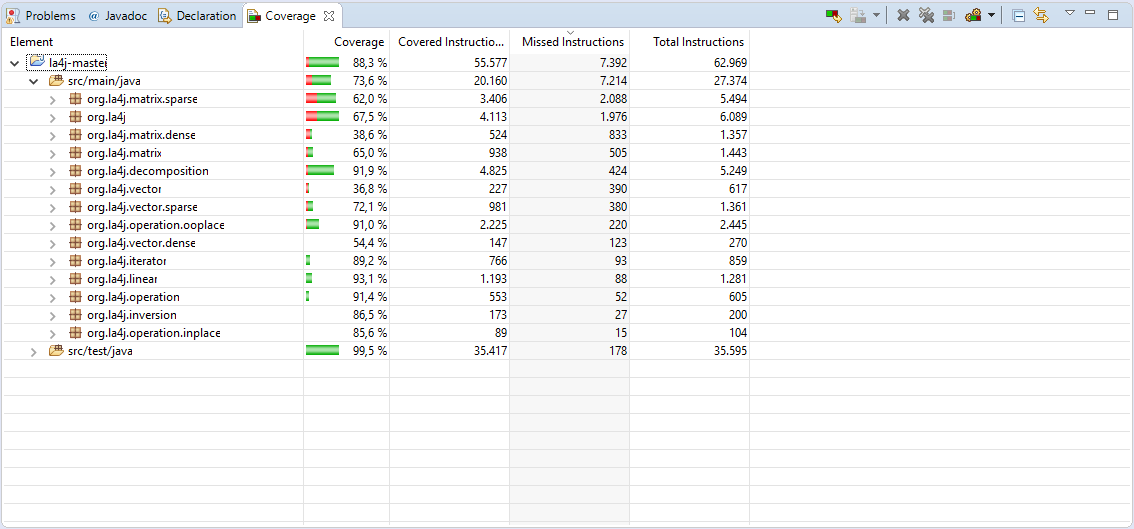 Problems @ Javadoc Declaration Coverage
Element Coverage Covered Instructio... Missed Instructions Total Instructions
la4j-master 88,3 % 55.577 7.392 62.969
src/main/java 73,6 % 20.160 7.214 27.374
org.la4j.matrix.sparse 62,0 % 3.406 2.088 5.494
org.la4j 67,5 % 4.113 1.976 6.089
org.la4j.matrix.dense 38,6 % 524 833 1.357
org.la4j.matrix 65,0 % 938 505 1.443
org.la4j.decomposition 91,9 % 4.825 424 5.249
org.la4j.vector 36,8 % 227 390 617
org.la4j.vector.sparse 72,1 % 981 380 1.361
org.la4j.operation.ooplace 91,0 % 2.225 220 2.445
org.la4j.vector.dense 54,4 % 147 123 270
org.la4j.iterator 89,2 % 766 93 859
org.la4j.linear 93,1 % 1.193 88 1.281
org.la4j.operation 91,4 % 553 52 605
org.la4j.inversion 86,5 % 173 27 200
org.la4j.operation.inplace 85,6 % 89 15 104
src/test/java 99,5 % 35.417 178 35.595